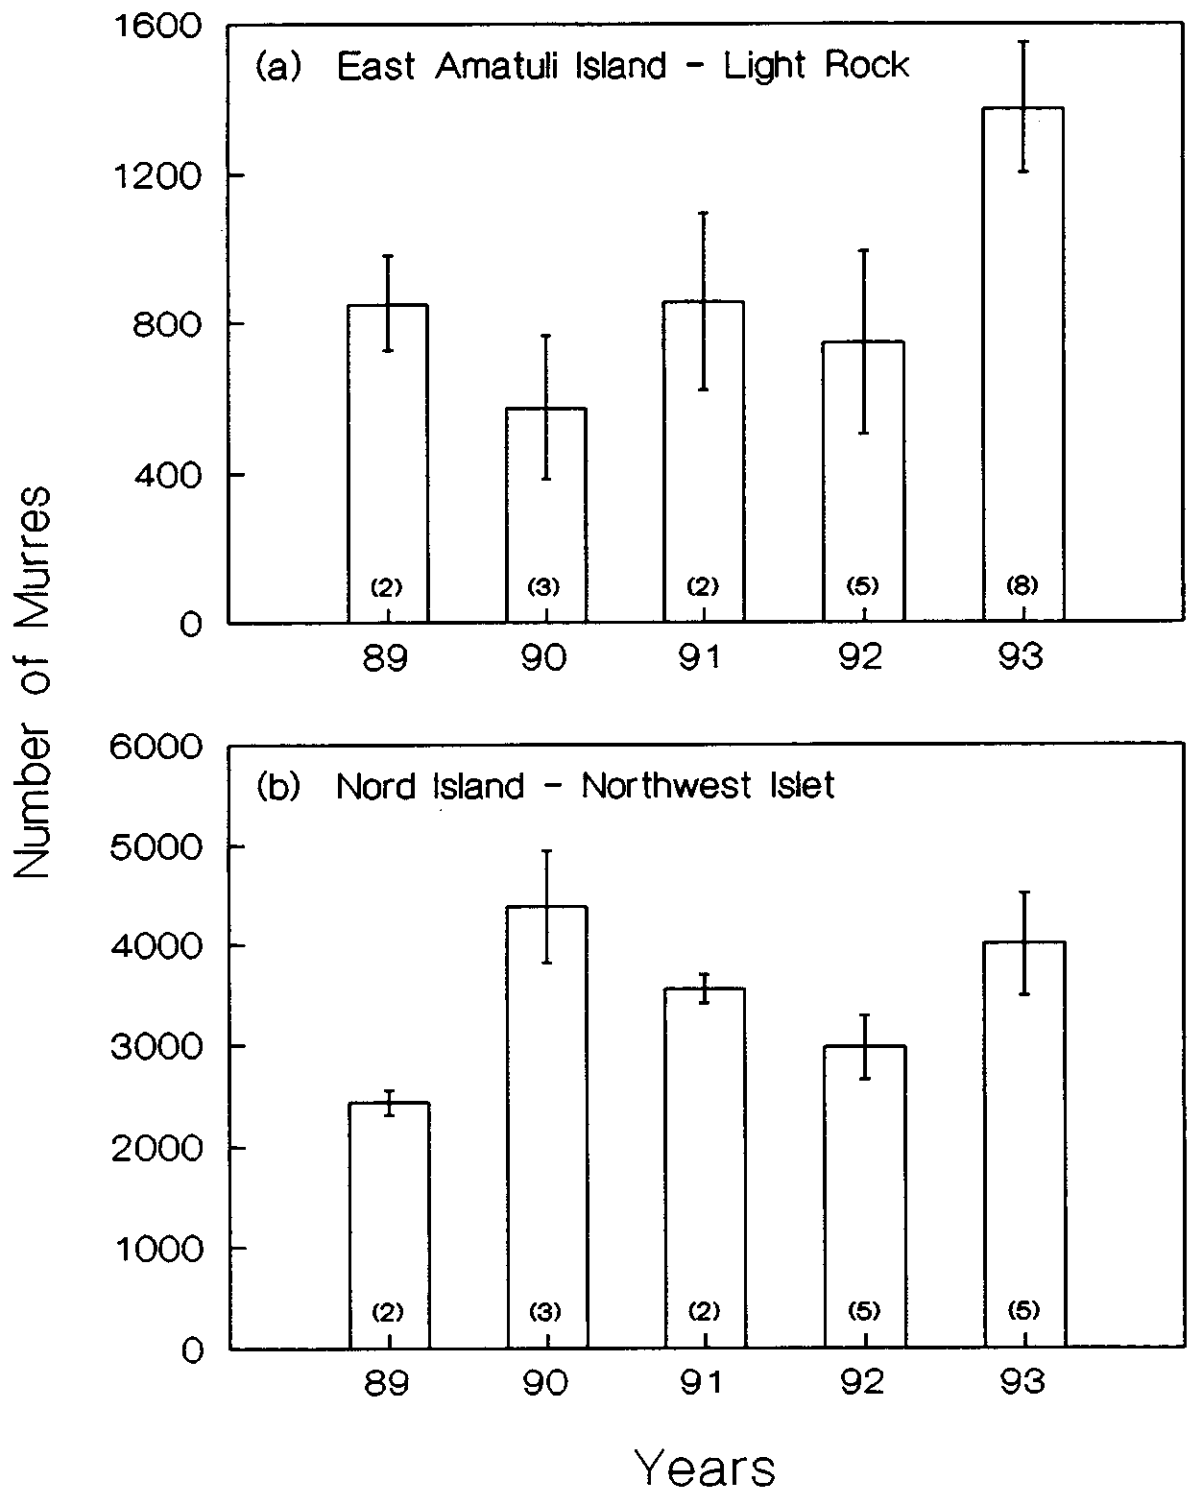 Number of Murres
(a) East Amatuli Island - Light Rock
1600
1200
800
400
0
(2) (3) (2) (5) (8)
89 90 91 92 93
(b) Nord Island - Northwest Islet
6000
5000
4000
3000
2000
1000
0
(2) (3) (2) (5) (5)
89 90 91 92 93
Years